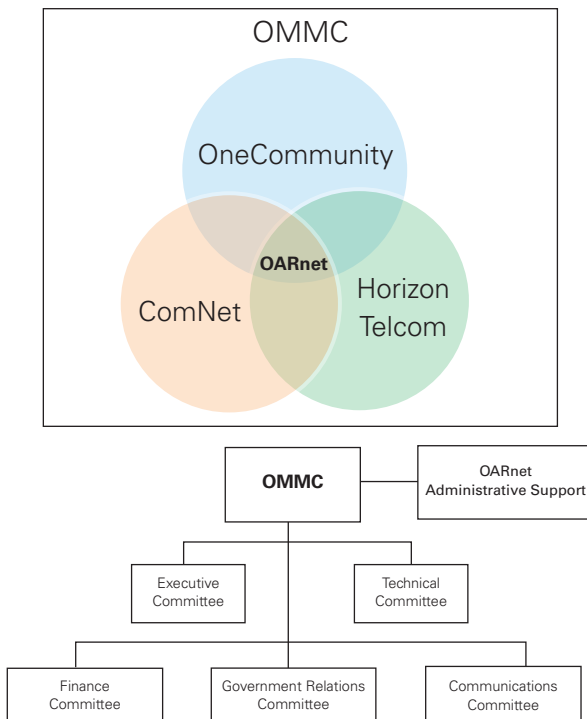 OMMC
OneCommunity
OARnet
ComNet
Horizon
Telcom
OMMC
OARnet
Administrative Support
Executive
Committee
Technical
Committee
Finance
Committee
Government Relations
Committee
Communications
Committee